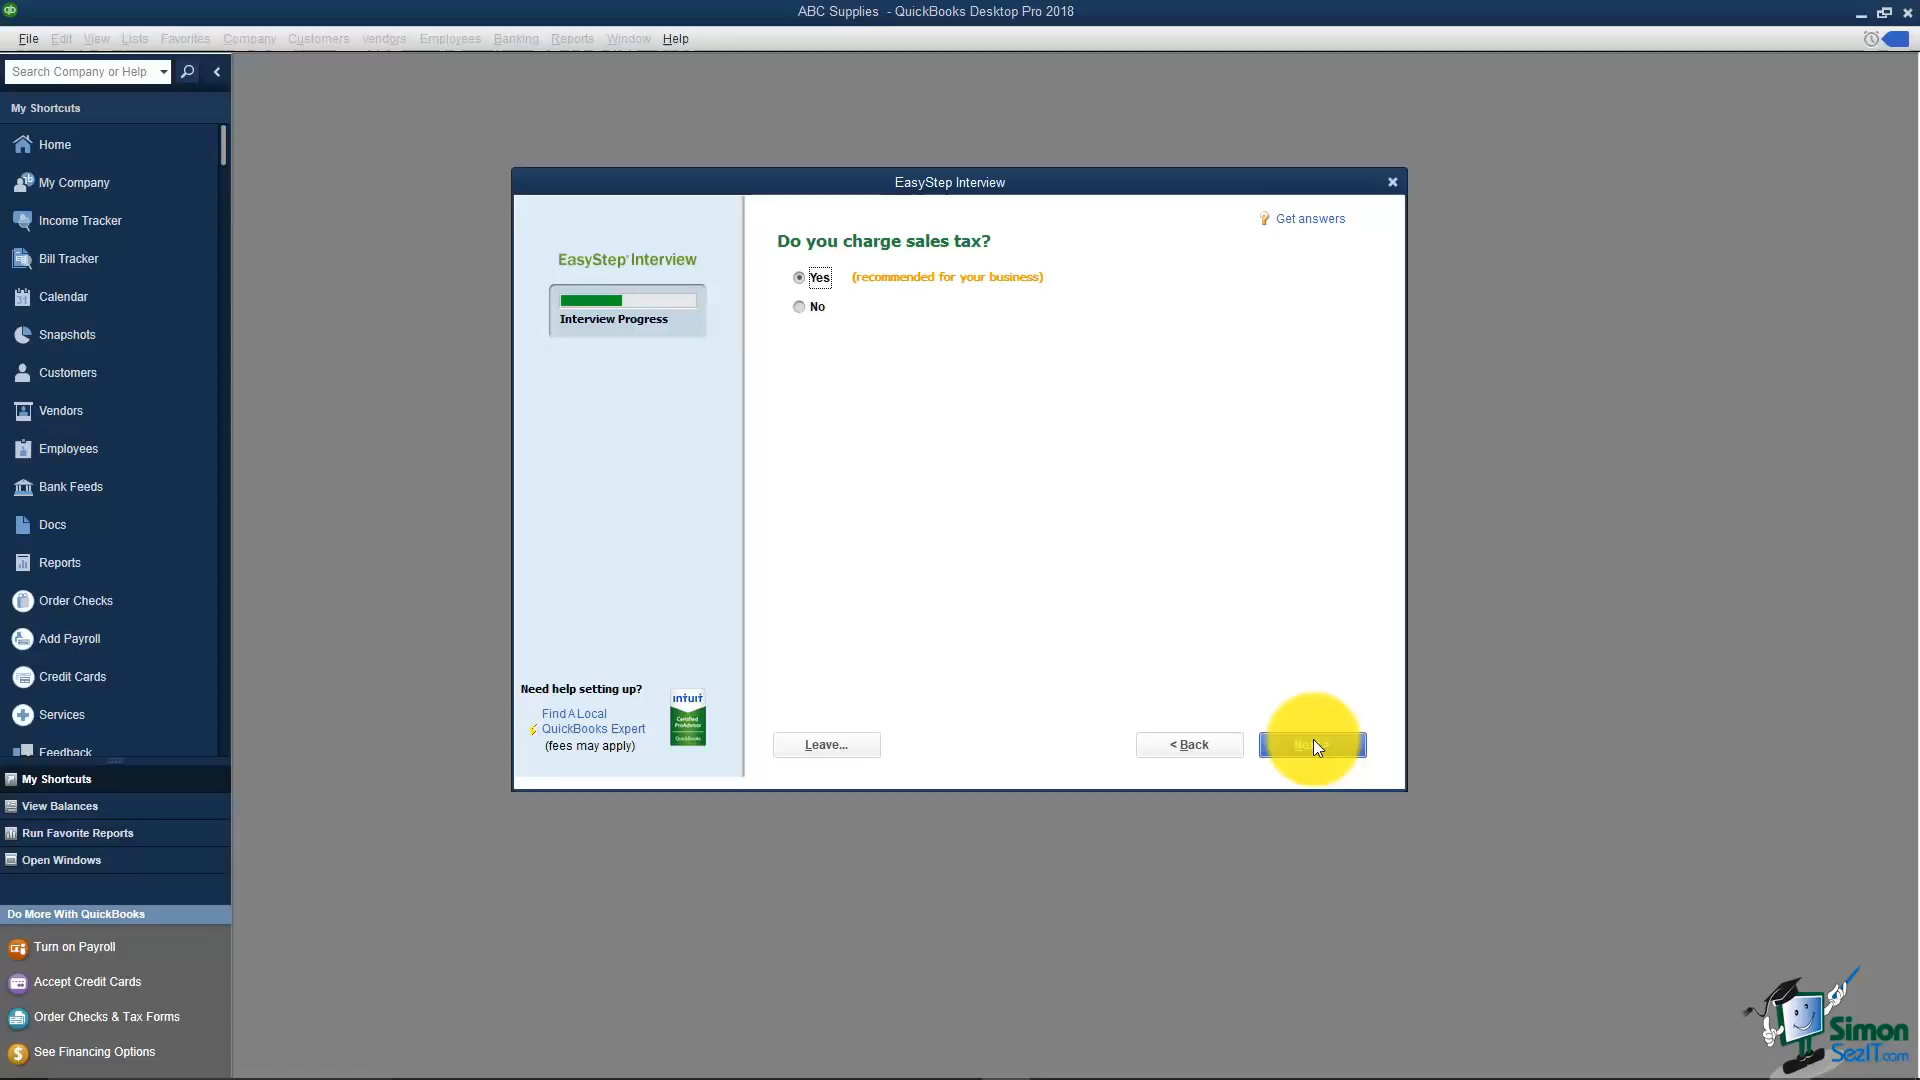 ABC Supplies - QuickBooks Desktop Pro 2018
File Edit View Lists Favorites Company Customers Vendors Employees Banking Reports Window Help
Search Company or Help
My Shortcuts
Home
My Company
Income Tracker
Bill Tracker
31
Calendar
Snapshots
Customers
Vendors
Employees
Bank Feeds
Docs
Reports
Order Checks
Add Payroll
Credit Cards
Services
Feedback
My Shortcuts
View Balances
Run Favorite Reports
Open Windows
Do More With QuickBooks
Turn on Payroll
Accept Credit Cards
Order Checks & Tax Forms
See Financing Options
EasyStep Interview
Get answers
EasyStep Interview
Interview Progress
Do you charge sales tax?
Yes (recommended for your business)
No
Need help setting up?
Find A Local
QuickBooks Expert
(fees may apply)
intuit
Certified
ProAdvisor
QuickBooks
Leave...
< Back
Simon
SezIT.com